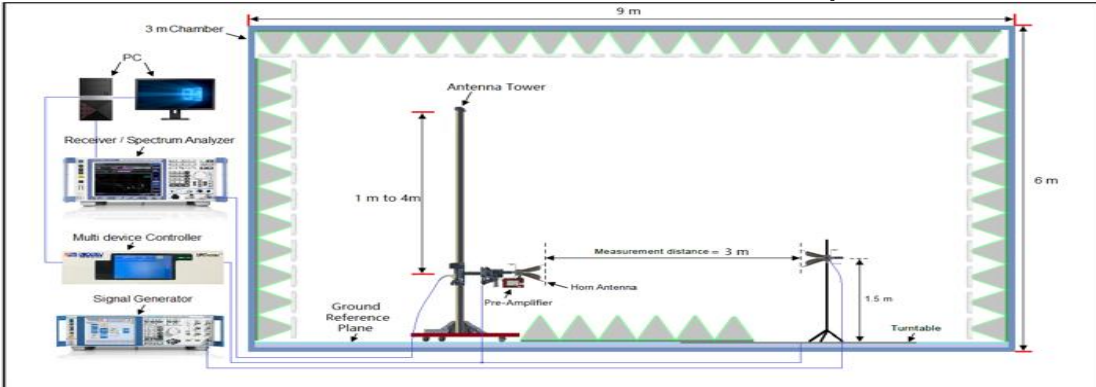 9 m
3 m Chamber
PC
Antenna Tower
Receiver / Spectrum Analyzer
1 m to 4m
6 m
Multi device Controller
Measurement distance = 3 m
Horn Antenna
Pre-Amplifier
1.5 m
Signal Generator
Ground
Reference
Plane
Turntable